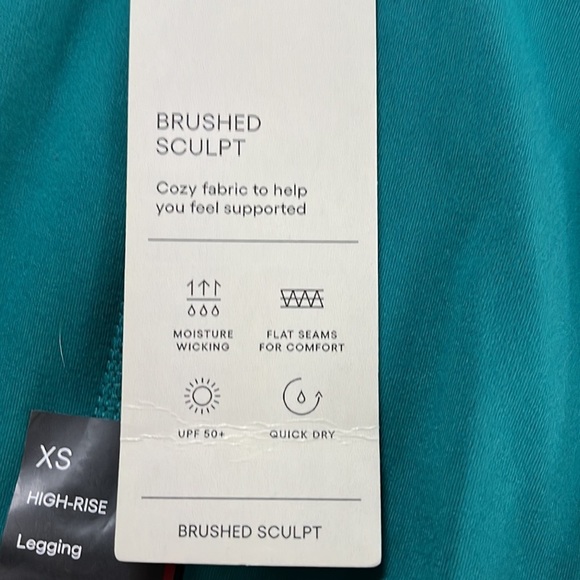 BRUSHED
SCULPT
Cozy fabric to help
you feel supported
MOISTURE
WICKING
FLAT SEAMS
FOR COMFORT
UPF 50+
QUICK DRY
BRUSHED SCULPT
XS
HIGH-RISE
Legging